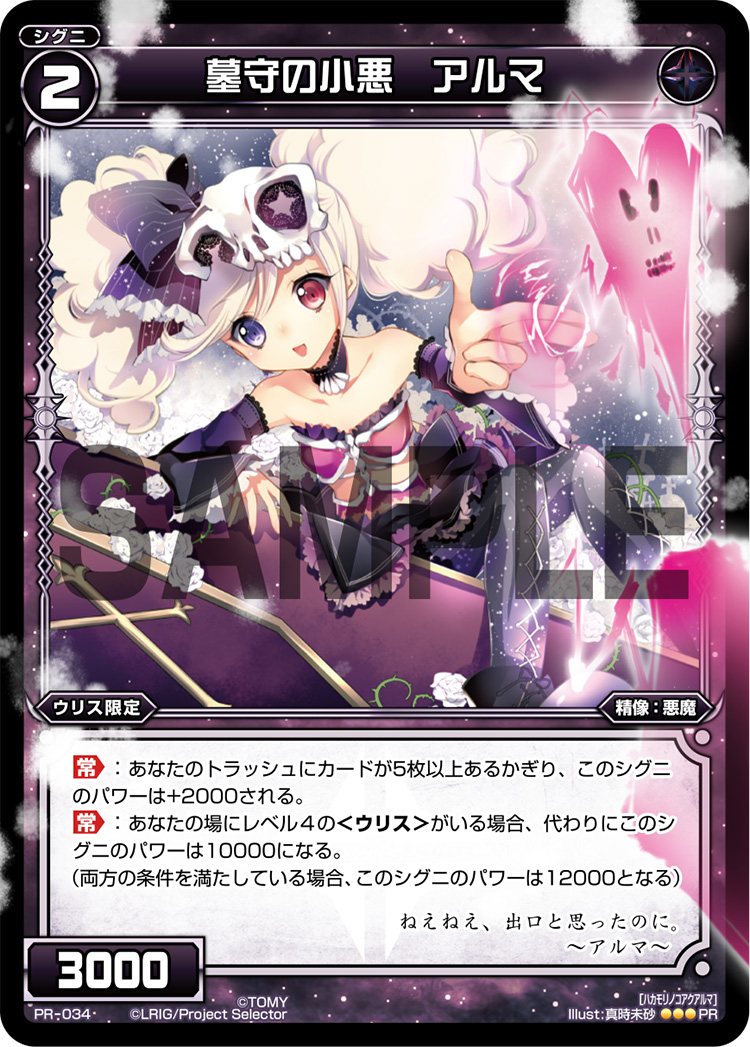 シグニ
2
墓守の小悪　アルマ
SAMPLE
ウリス限定
精像：悪魔
常：あなたのトラッシュにカードが5枚以上あるかぎり、このシグニ
のパワーは+2000される。
常：あなたの場にレベル４の<ウリス>がいる場合、代わりにこのシ
グニのパワーは10000になる。
（両方の条件を満たしている場合、このシグニのパワーは12000となる）
ねえねえ、出口と思ったのに。
～アルマ～
3000
PR-034
©LRIG/Project Selector
©TOMY
[ハカモリノコアクアルマ]
Illust:真時未砂
PR